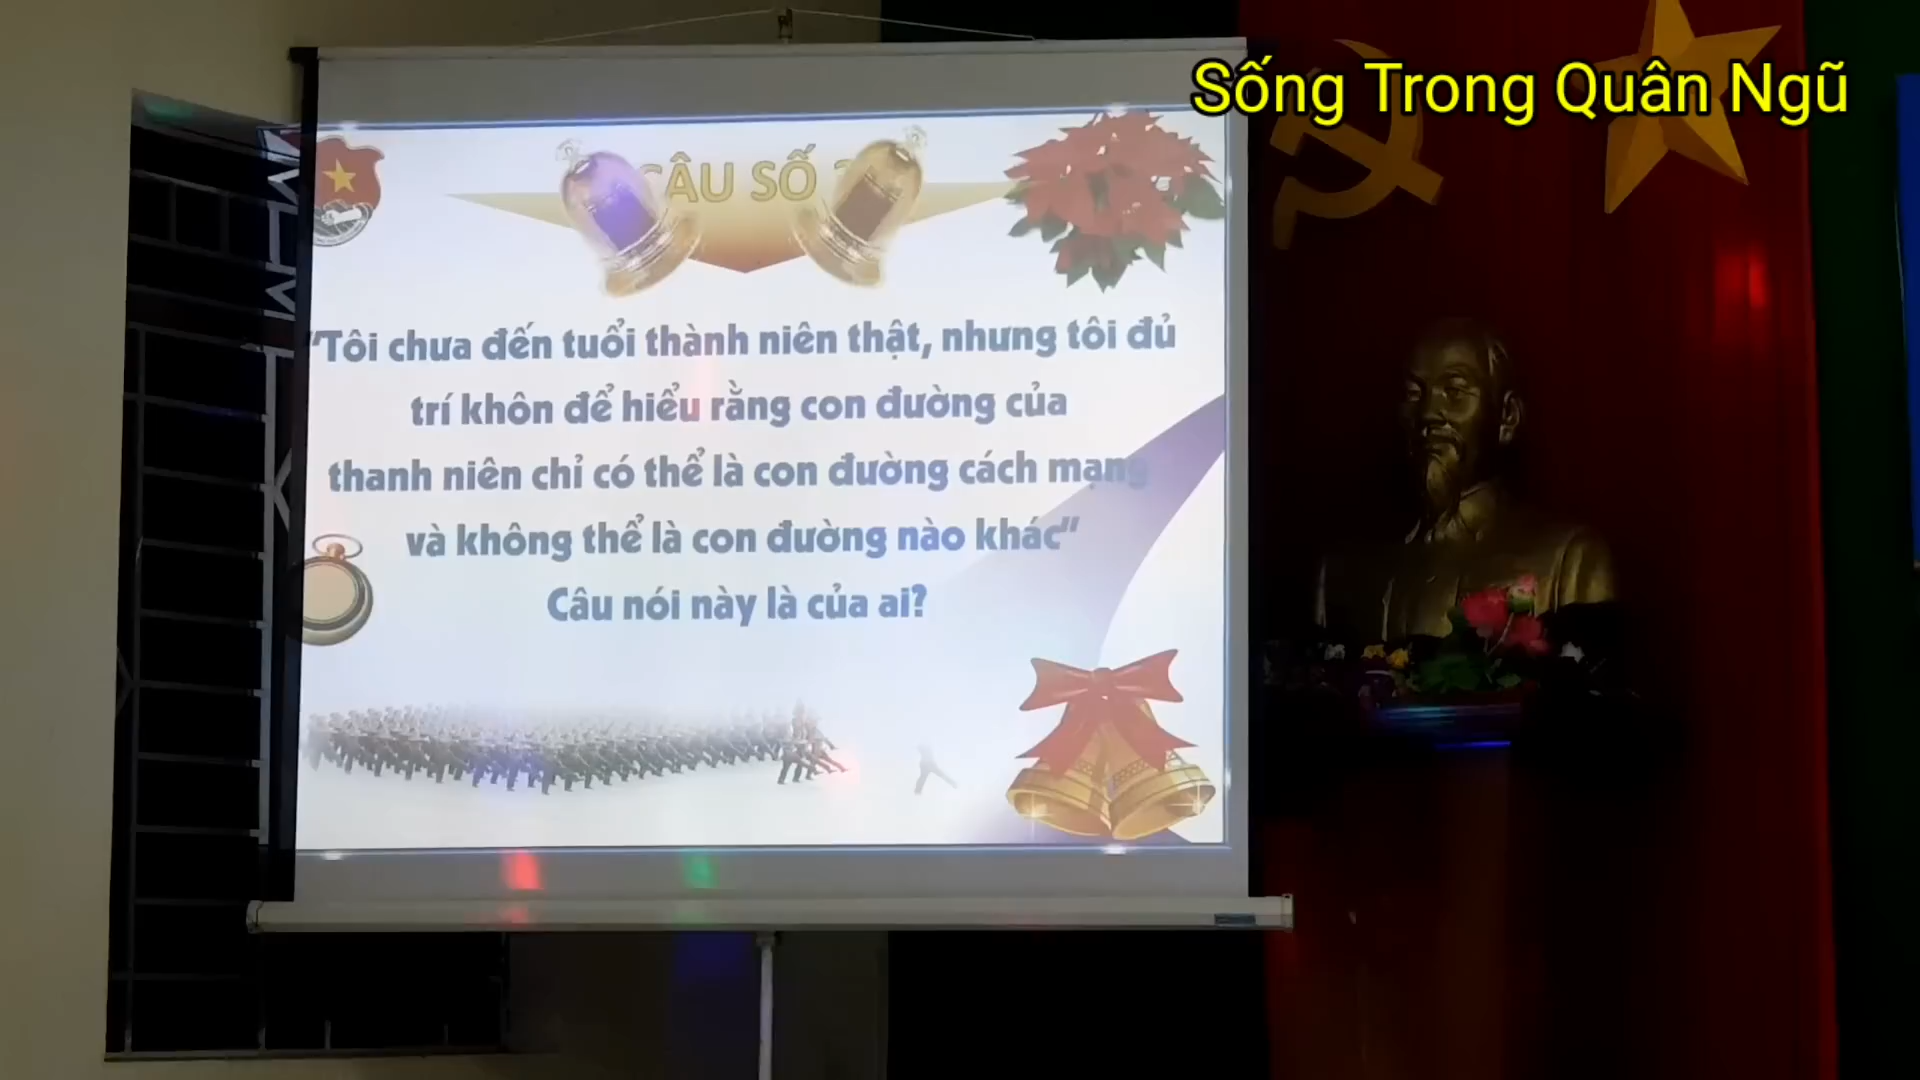 Sống Trong Quân Ngũ
CÂU SỐ
"Tôi chưa đến tuổi thành niên thật, nhưng tôi đủ
trí khôn để hiểu rằng con đường của
thanh niên chỉ có thể là con đường cách mạng
và không thể là con đường nào khác"
Câu nói này là của ai?